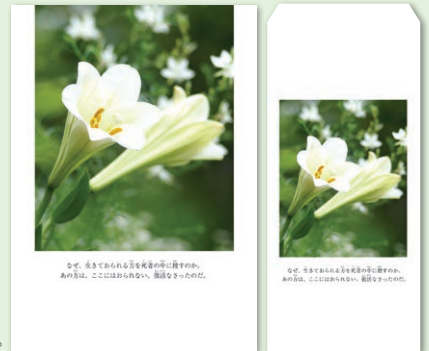 なぜ、生きておられる方を死者の中に捜すのか。
あの方は、ここにはおられない。復活なさったのだ。
なぜ、生きておられる方を死者の中に捜すのか。
あの方は、ここにはおられない。復活なさったのだ。